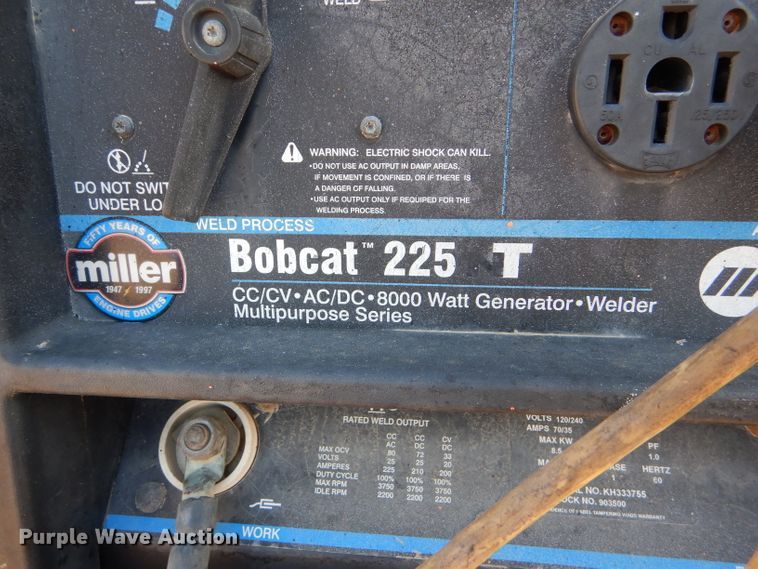 WELD
CU AL
50A
125/250
WARNING: ELECTRIC SHOCK CAN KILL.
•DO NOT USE AC OUTPUT IN DAMP AREAS,
IF MOVEMENT IS CONFINED, OR IF THERE IS
A DANGER OF FALLING.
•USE AC OUTPUT ONLY IF REQUIRED FOR THE
WELDING PROCESS.
DO NOT SWIT
UNDER LO
WELD PROCESS
FIFTY YEARS OF
miller
1947 1997
ENGINE DRIVES
Bobcat™ 225 T
CC/CV•AC/DC•8000 Watt Generator•Welder
Multipurpose Series
RATED WELD OUTPUT
CC CC CV
AC DC DC
MAX OCV 80 72 33
VOLTS 25 25 20
AMPERES 225 210 200
DUTY CYCLE 100% 100% 100%
MAX RPM 3750 3750 3750
IDLE RPM 2200 2200 2200
VOLTS 120/240
AMPS 70/35
MAX KW PF
8.5 1.0
HERTZ
1 60
NO. KH333755
NO. 903500
WORK
Purple Wave Auction